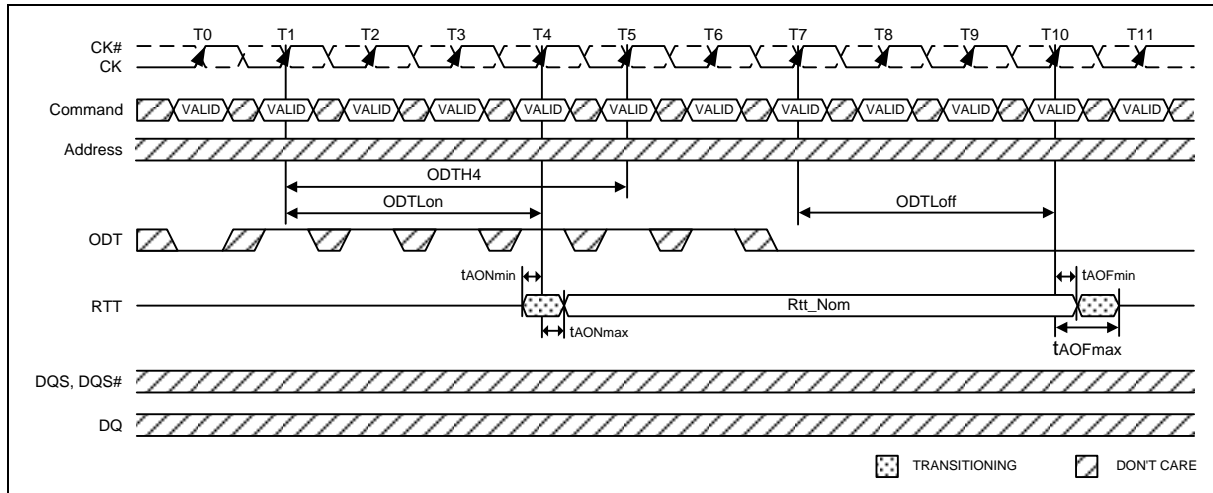 T0 T1 T2 T3 T4 T5 T6 T7 T8 T9 T10 T11
CK#
CK
Command VALID VALID VALID VALID VALID VALID VALID VALID VALID VALID VALID VALID
Address
ODTH4
ODTLon ODTLoff
ODT
tAONmin tAOFmin
RTT Rtt_Nom
tAONmax
tAOFmax
DQS, DQS#
DQ
TRANSITIONING DON'T CARE